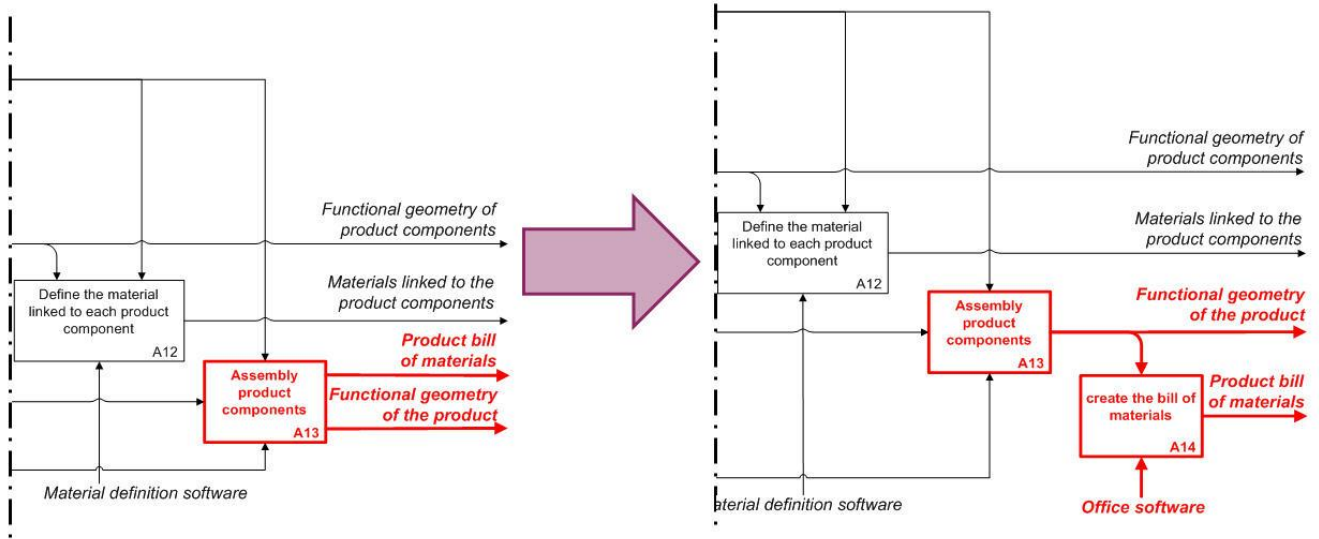 Functional geometry of
product components
Define the material
linked to each product
component
A12
Materials linked to the
product components
Product bill
of materials
Assembly
product
components
A13
Functional geometry
of the product
Material definition software
Functional geometry of
product components
Define the material
linked to each product
component
A12
Materials linked to the
product components
Assembly
product
components
A13
Functional geometry
of the product
create the bill of
materials
A14
Product bill
of materials
aterial definition software
Office software